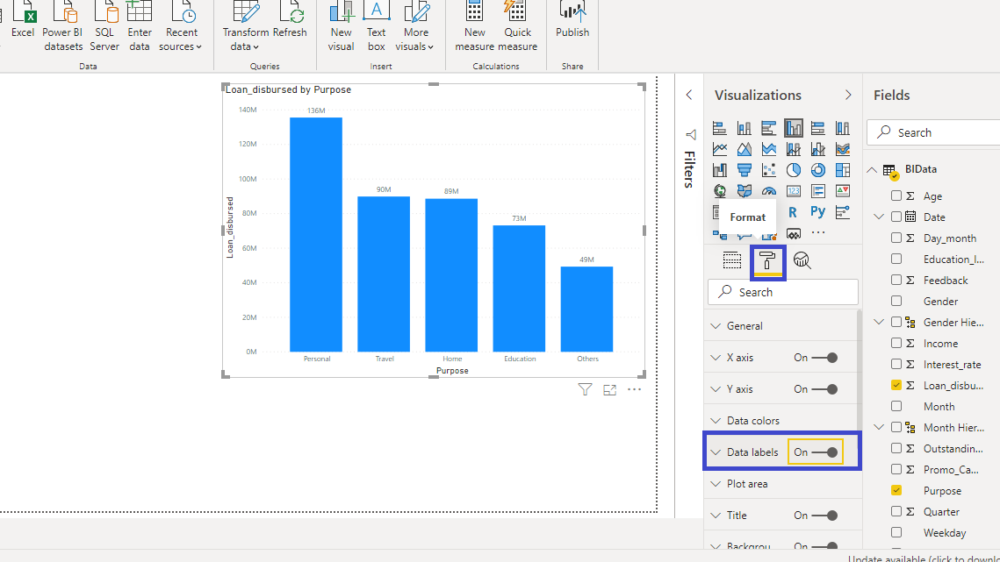 Excel
Power BI
datasets
SQL
Server
Enter
data
Recent
sources
Data
Transform
data
Refresh
Queries
New
visual
A
Text
box
More
visuals
Insert
New
measure
Quick
measure
Calculations
Publish
Share
Loan_disbursed by Purpose
140M
120M
100M
80M
60M
40M
20M
0M
Loan_disbursed
136M
90M
89M
73M
49M
Personal
Travel
Home
Education
Others
Purpose
Filters
Visualizations
123
R
Py
Format
Search
General
X axis On
Y axis On
Data colors
Data labels On
Plot area
Title On
Backgrou On
Fields
Search
BIData
Age
Date
Day_month
Education_l...
Feedback
Gender
Gender Hie...
Income
Interest_rate
Loan_disbu...
Month
Month Hier...
Outstandin...
Promo_Ca...
Purpose
Quarter
Weekday
Update available (click to downlo